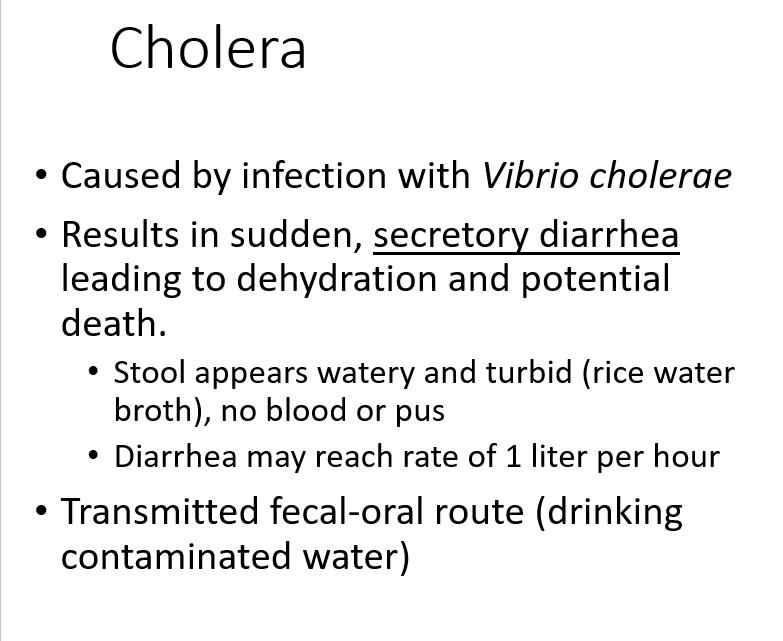 Cholera
• Caused by infection with Vibrio cholerae
• Results in sudden, secretory diarrhea
leading to dehydration and potential
death.
• Stool appears watery and turbid (rice water
broth), no blood or pus
• Diarrhea may reach rate of 1 liter per hour
• Transmitted fecal-oral route (drinking
contaminated water)